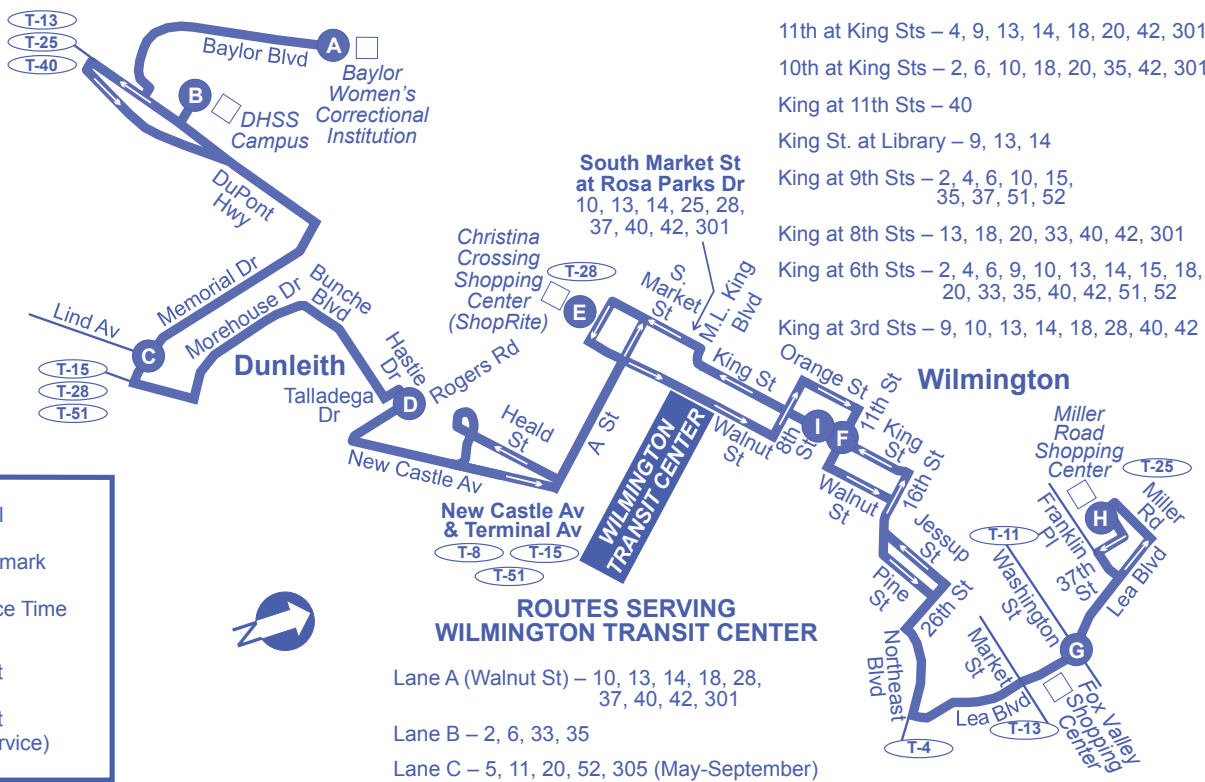 T-13
T-25
T-40
Baylor Blvd
A
Baylor
Women's
Correctional
Institution
B
DHSS
Campus
DuPont
Hwy
11th at King Sts – 4, 9, 13, 14, 18, 20, 42, 301
10th at King Sts – 2, 6, 10, 18, 20, 35, 42, 301
King at 11th Sts – 40
King St. at Library – 9, 13, 14
King at 9th Sts – 2, 4, 6, 10, 15,
35, 37, 51, 52
King at 8th Sts – 13, 18, 20, 33, 40, 42, 301
King at 6th Sts – 2, 4, 6, 9, 10, 13, 14, 15, 18,
20, 33, 35, 40, 42, 51, 52
King at 3rd Sts – 9, 10, 13, 14, 18, 28, 40, 42
South Market St
at Rosa Parks Dr
10, 13, 14, 25, 28,
37, 40, 42, 301
Christina
Crossing
Shopping
Center
(ShopRite)
T-28
E
S.
Market
St
M.L. King
Blvd
Memorial Dr
Morehouse Dr
Bunche
Blvd
Lind Av
C
T-15
T-28
T-51
Dunleith
Hastie
Dr
Talladega
Dr
D
Rogers Rd
Heald
St
A St
New Castle Av
New Castle Av
& Terminal Av
T-8
T-15
T-51
WILMINGTON
TRANSIT CENTER
King St
Walnut
St
Orange St
8th
St
I
F
11th St
King
St
Walnut
St
16th St
Wilmington
Miller
Road
Shopping
Center
T-25
H
Miller
Rd
Franklin
Pl
37th
St
Lea Blvd
T-11
Washington
St
Jessup
St
Pine
St
26th St
G
Northeast
Blvd
Market
St
Lea Blvd
T-13
Fox Valley
Shopping
Center
T-4
l
mark
ce Time
t
t
rvice)
N
ROUTES SERVING
WILMINGTON TRANSIT CENTER
Lane A (Walnut St) – 10, 13, 14, 18, 28,
37, 40, 42, 301
Lane B – 2, 6, 33, 35
Lane C – 5, 11, 20, 52, 305 (May-September)